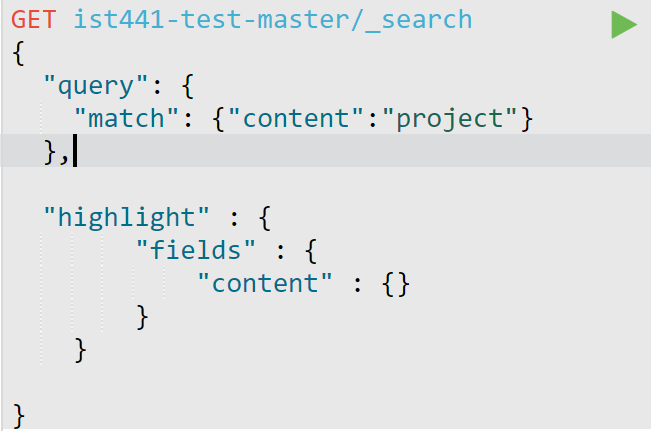 GET ist441-test-master/_search
{
  "query": {
    "match": {"content":"project"}
  },

  "highlight" : {
        "fields" : {
            "content" : {}
        }
    }

}